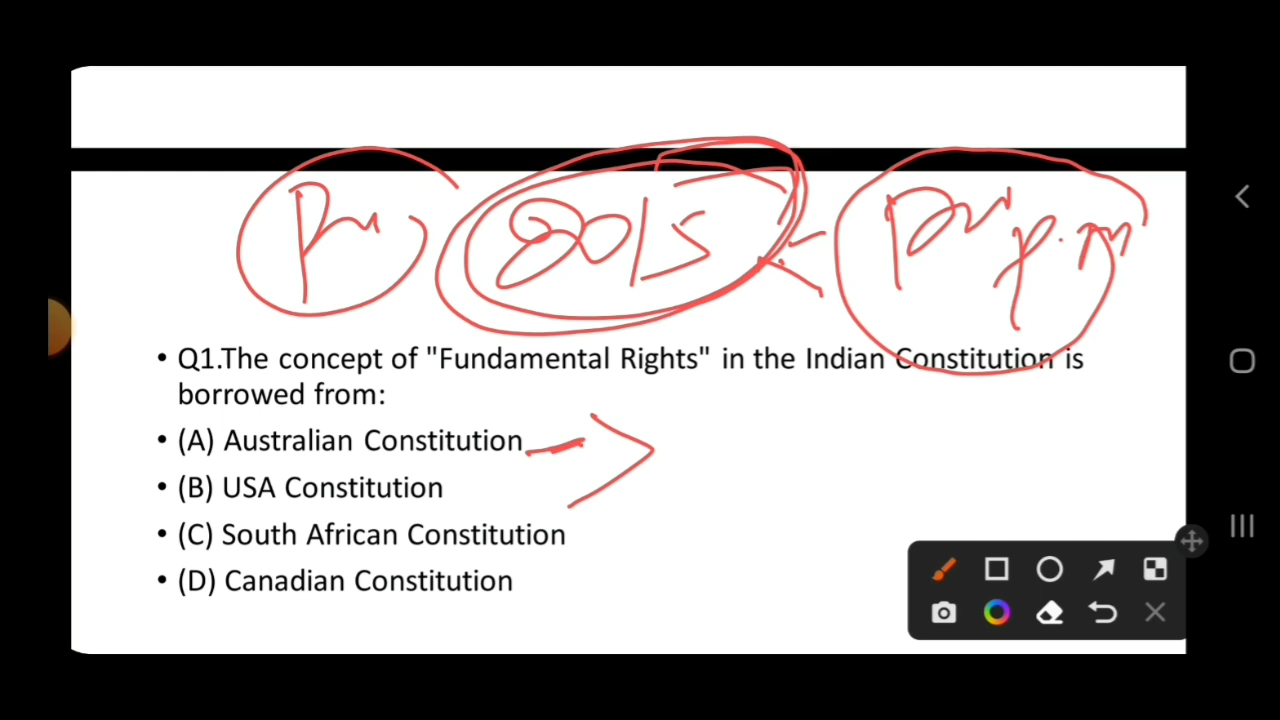 2015
• Q1.The concept of "Fundamental Rights" in the Indian Constitution is
borrowed from:
• (A) Australian Constitution
• (B) USA Constitution
• (C) South African Constitution
• (D) Canadian Constitution